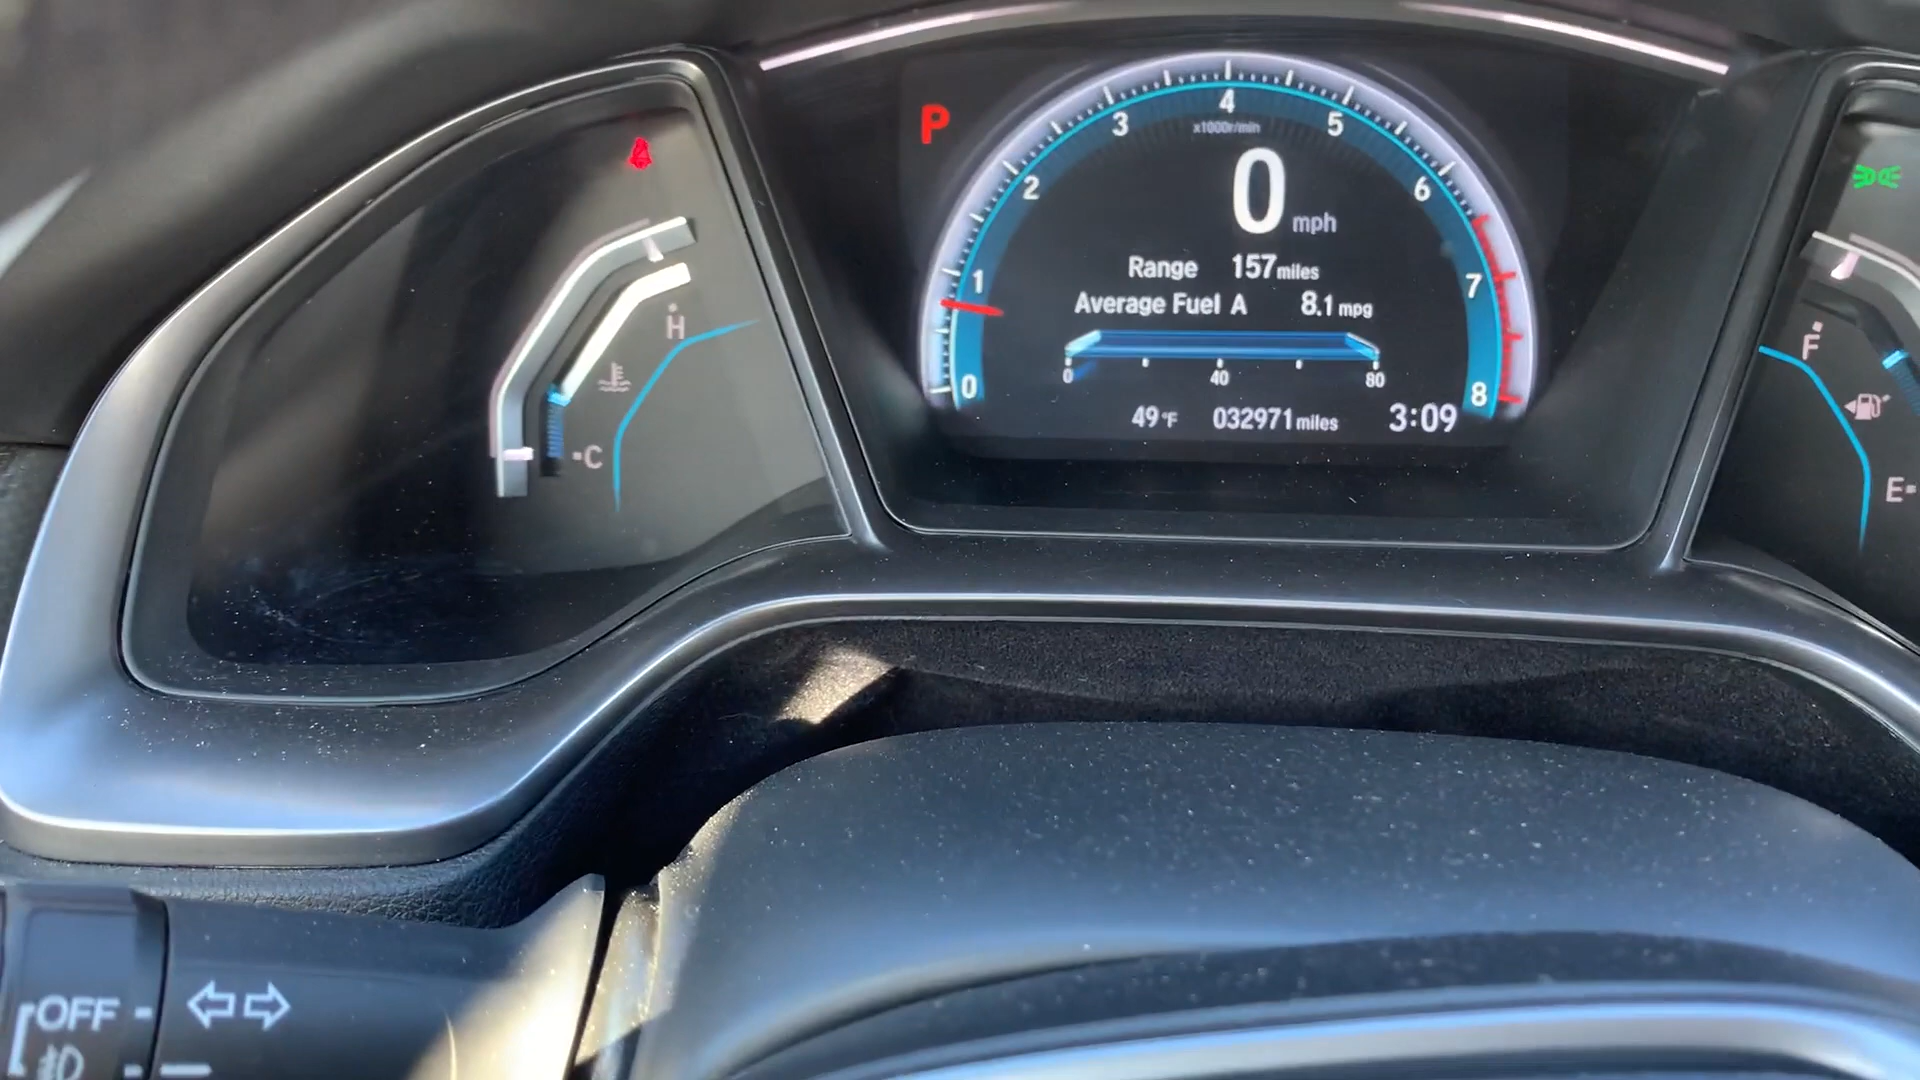 P
0 1 2 3 4 5 6 7 8
x1000r/min
0 mph
Range 157 miles
Average Fuel A 8.1 mpg
0 40 80
49°F 032971 miles 3:09
H
C
F
E
OFF